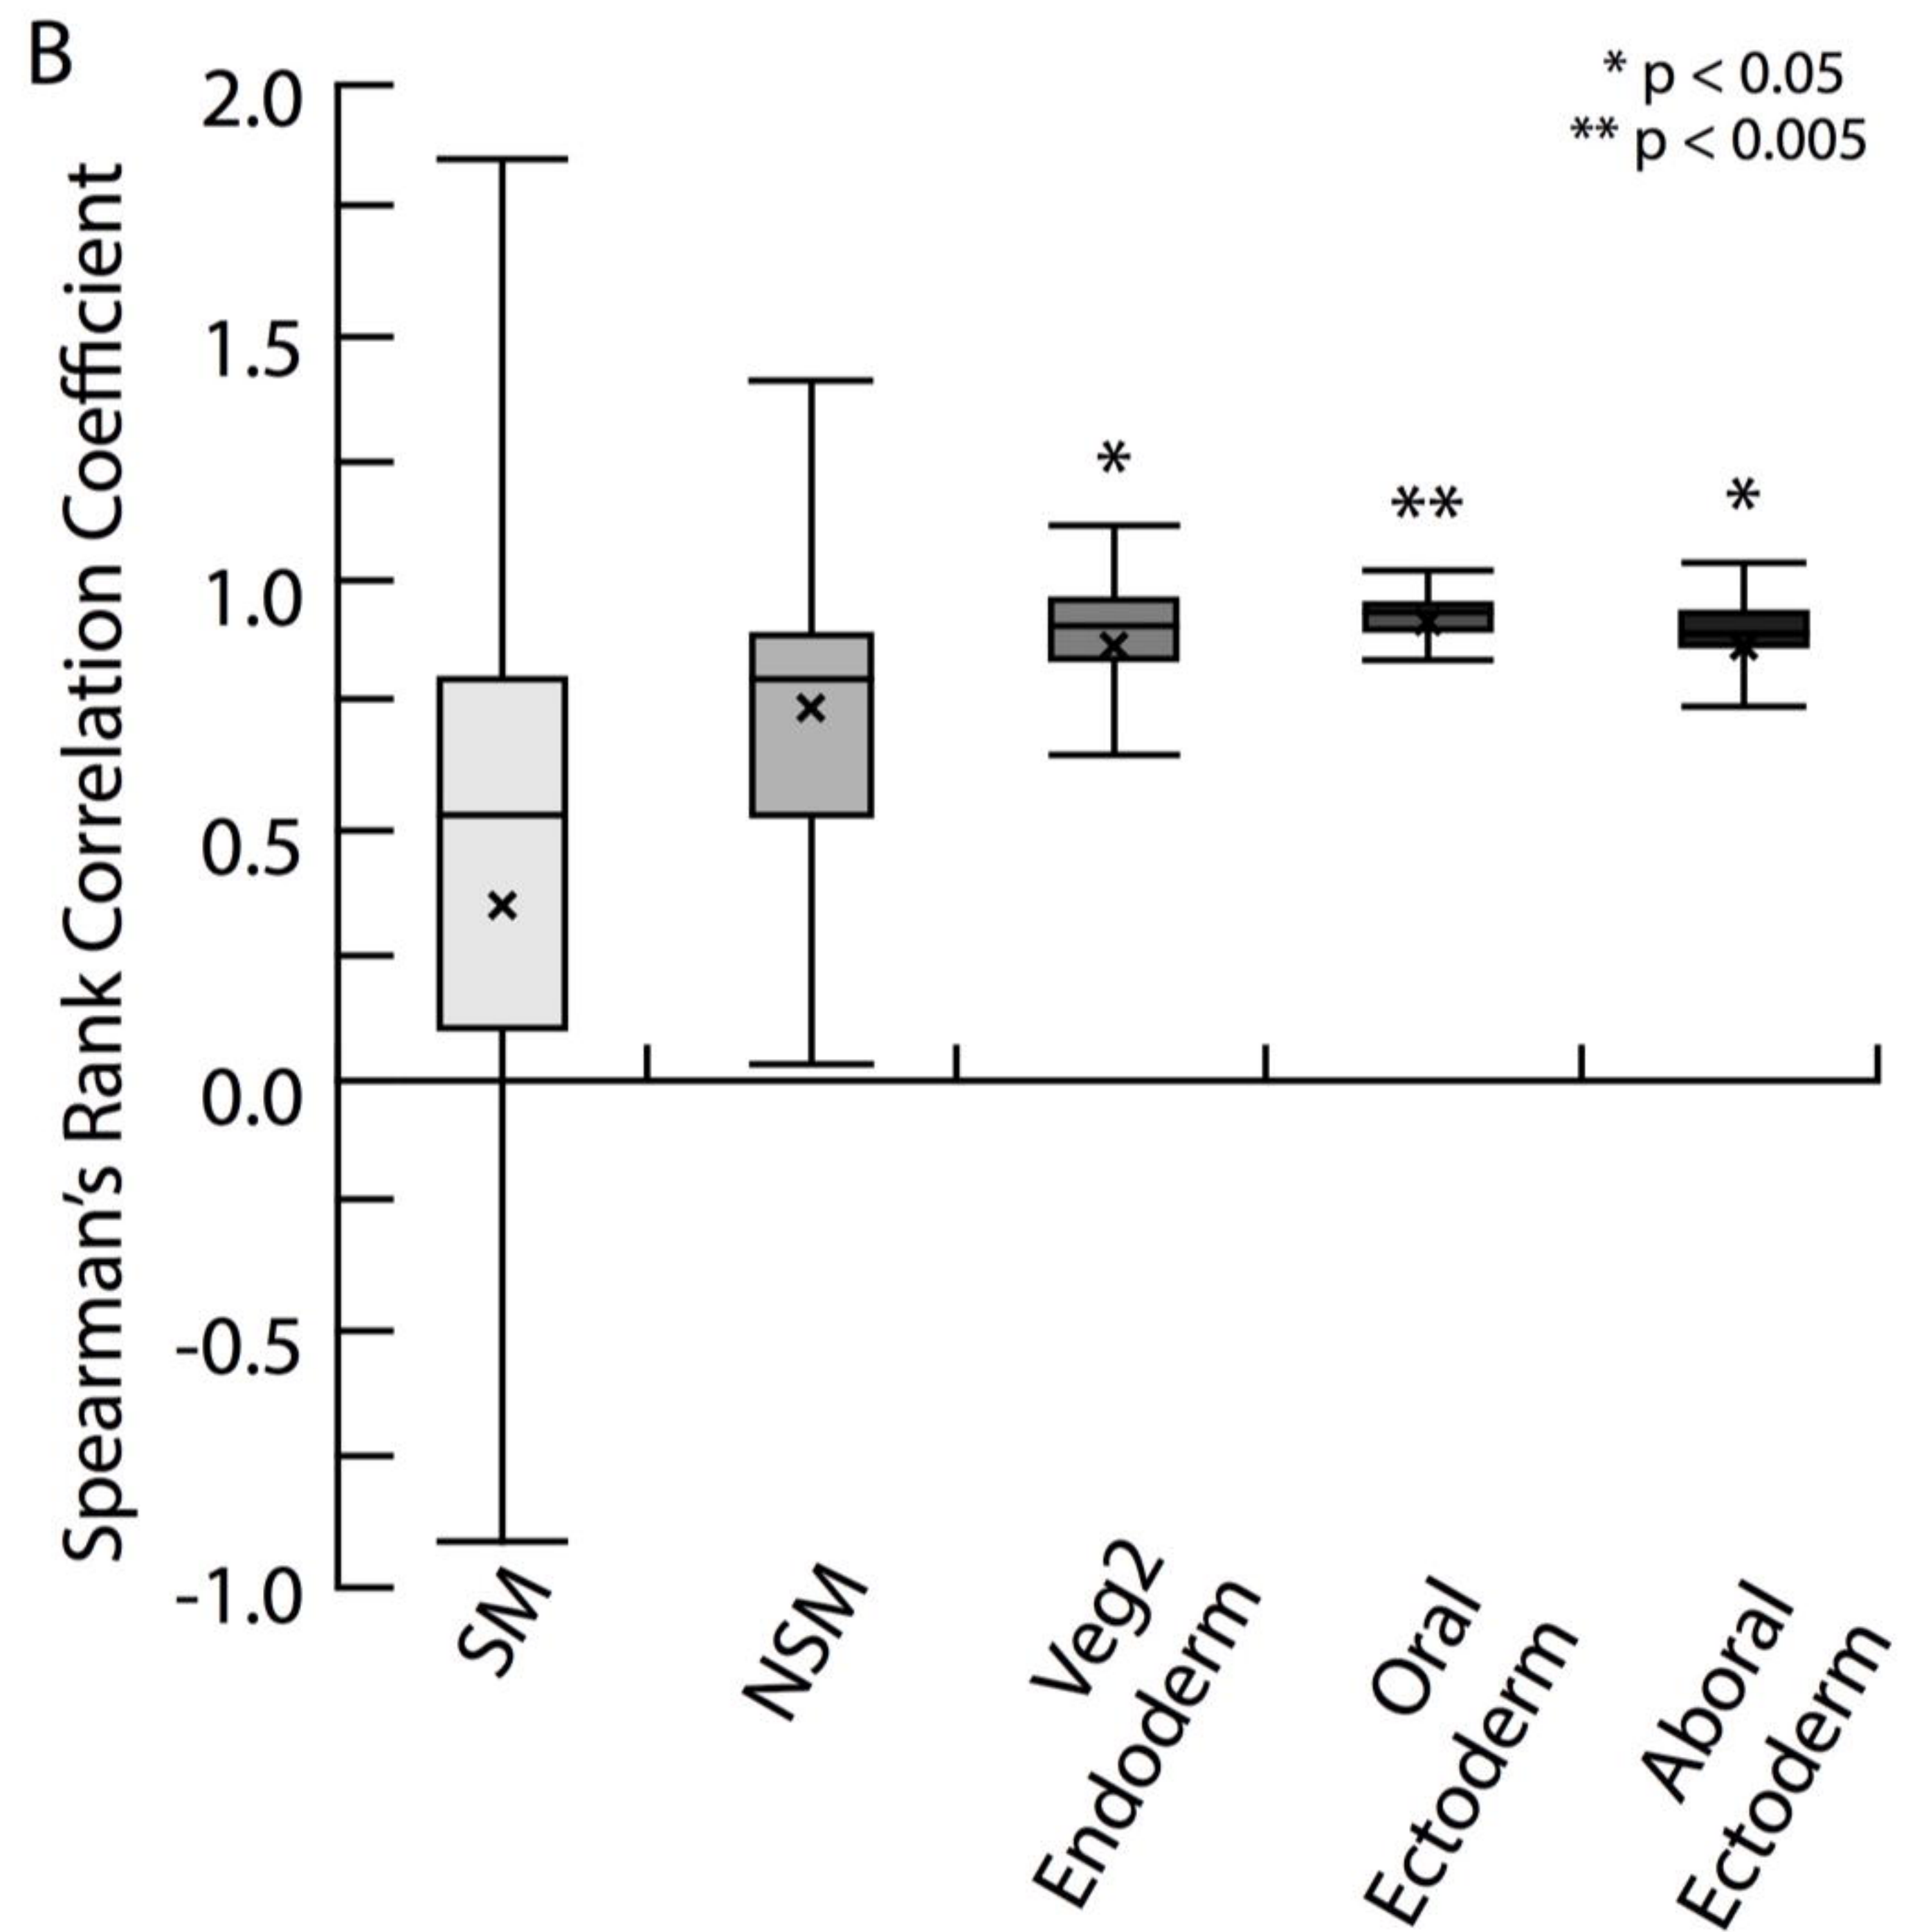 B
* p < 0.05
** p < 0.005
Spearman's Rank Correlation Coefficient
2.0
1.5
1.0
0.5
0.0
-0.5
-1.0
*
**
*
SM
NSM
Veg2
Endoderm
Oral
Ectoderm
Aboral
Ectoderm